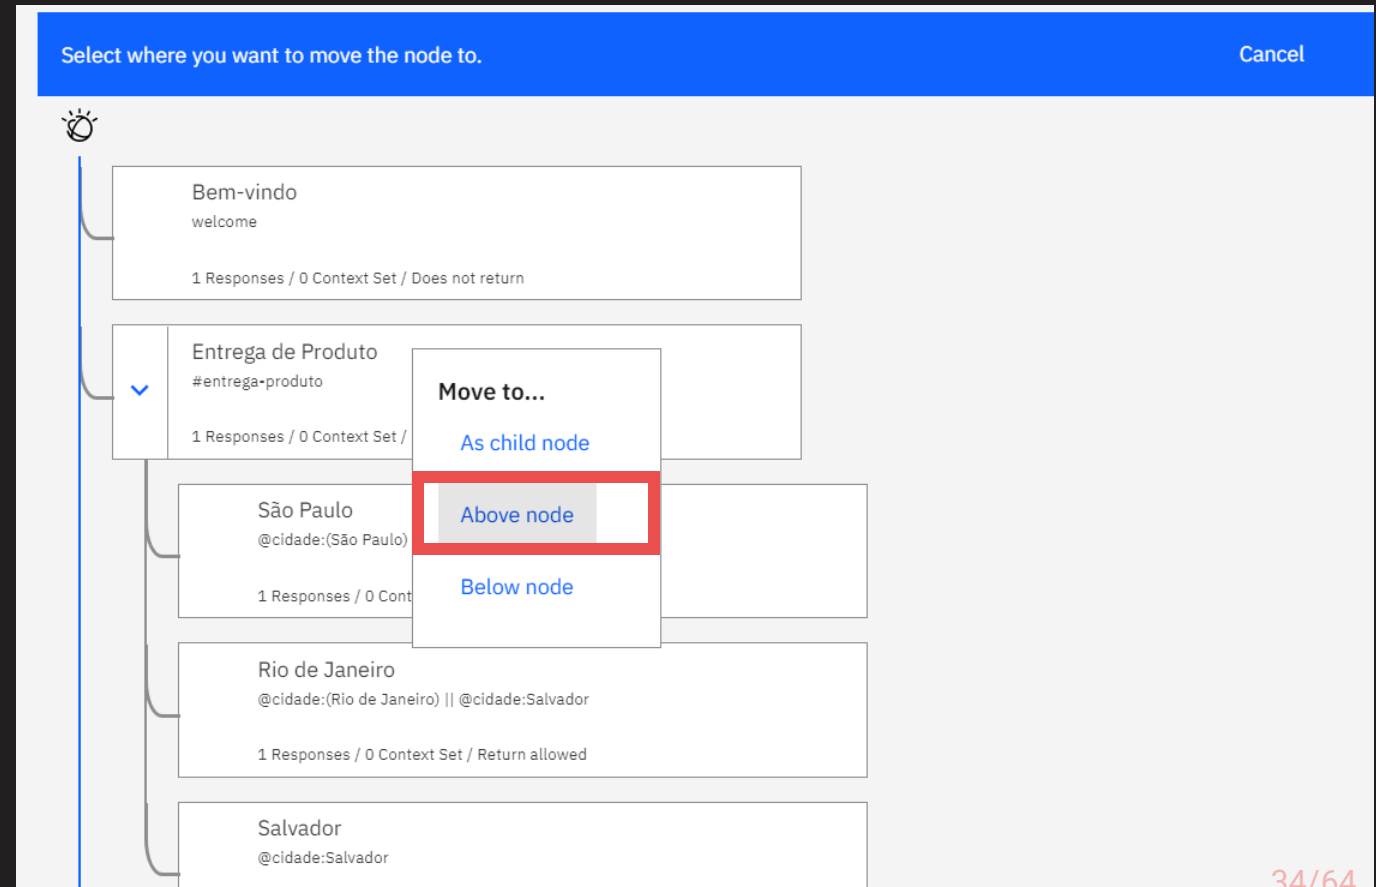 Select where you want to move the node to.
Cancel
Bem-vindo
welcome
1 Responses / 0 Context Set / Does not return
Entrega de Produto
#entrega-produto
1 Responses / 0 Context Set /
Move to...
As child node
Above node
Below node
São Paulo
@cidade:(São Paulo)
1 Responses / 0 Cont
Rio de Janeiro
@cidade:(Rio de Janeiro) || @cidade:Salvador
1 Responses / 0 Context Set / Return allowed
Salvador
@cidade:Salvador
34/64